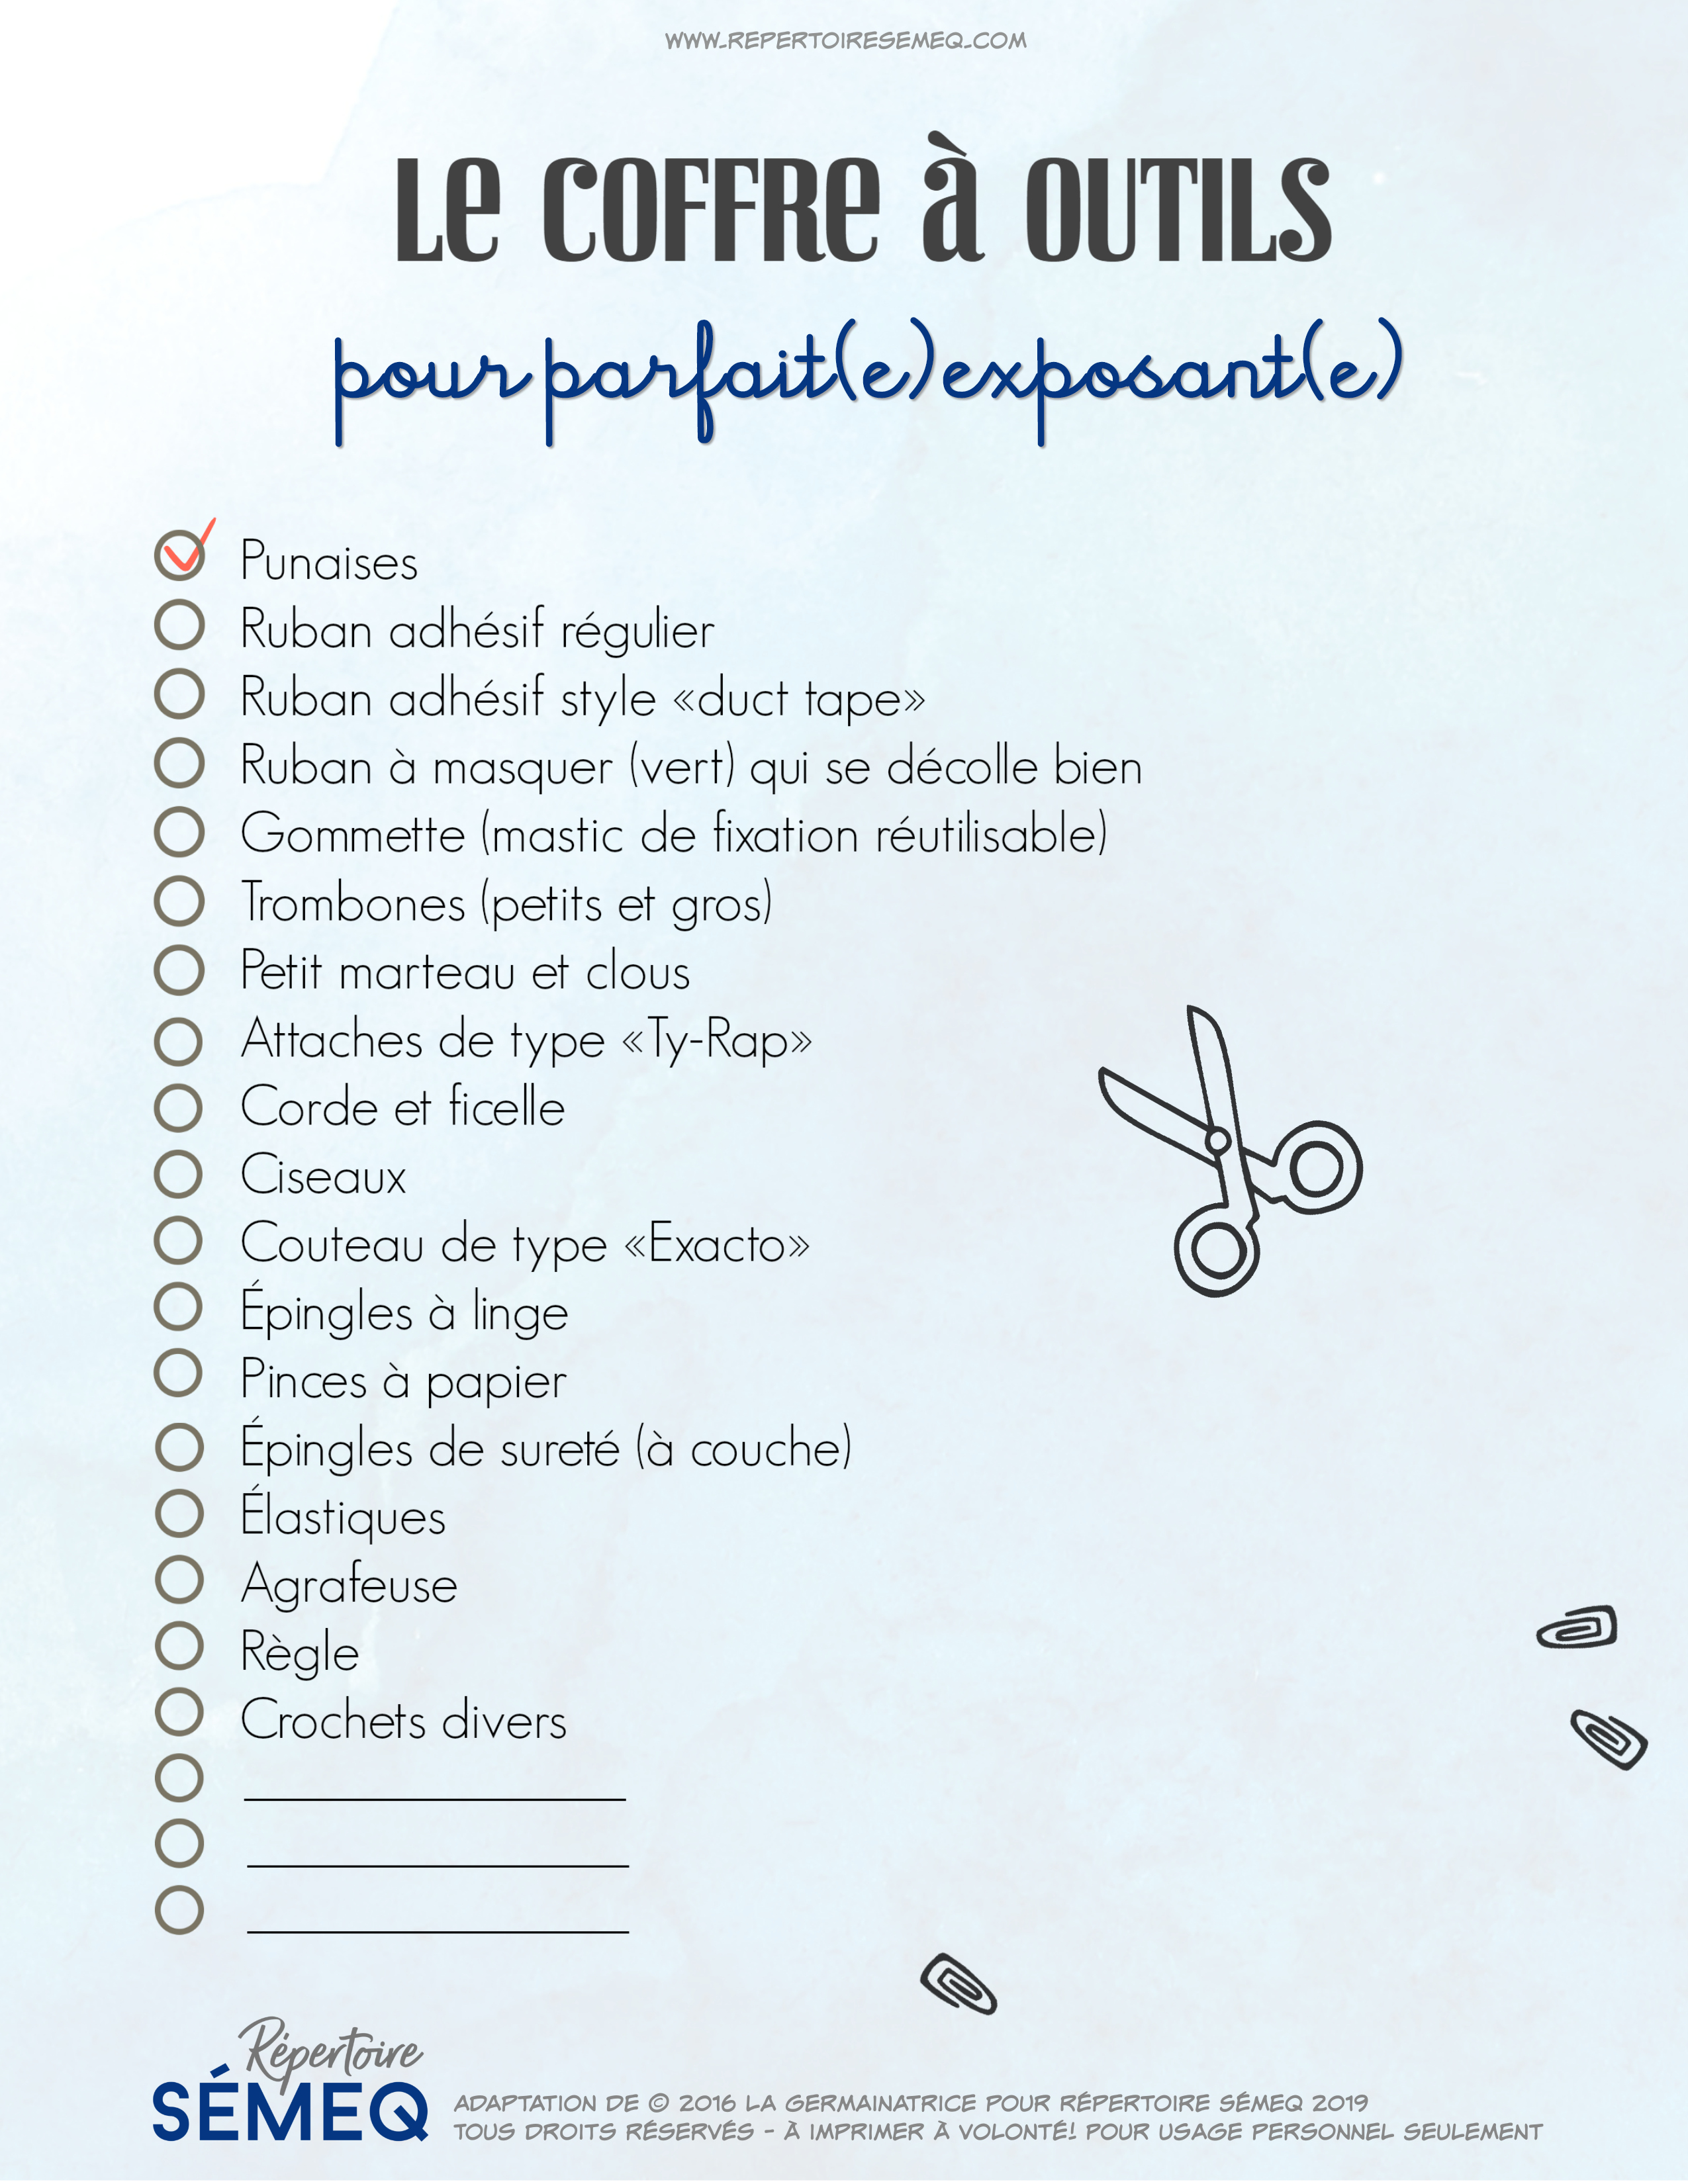 WWW.REPERTOIRESEMEQ.COM
Le COFFRe à OUTILS
pour parfait(e) exposant(e)
Punaises
Ruban adhésif régulier
Ruban adhésif style «duct tape»
Ruban à masquer (vert) qui se décolle bien
Gommette (mastic de fixation réutilisable)
Trombones (petits et gros)
Petit marteau et clous
Attaches de type «Ty-Rap»
Corde et ficelle
Ciseaux
Couteau de type «Exacto»
Épingles à linge
Pinces à papier
Épingles de sureté (à couche)
Élastiques
Agrafeuse
Règle
Crochets divers
Répertoire
SÉMEQ
ADAPTATION DE © 2016 LA GERMAINATRICE POUR RÉPERTOIRE SÉMEQ 2019
TOUS DROITS RÉSERVÉS - À IMPRIMER À VOLONTÉ! POUR USAGE PERSONNEL SEULEMENT